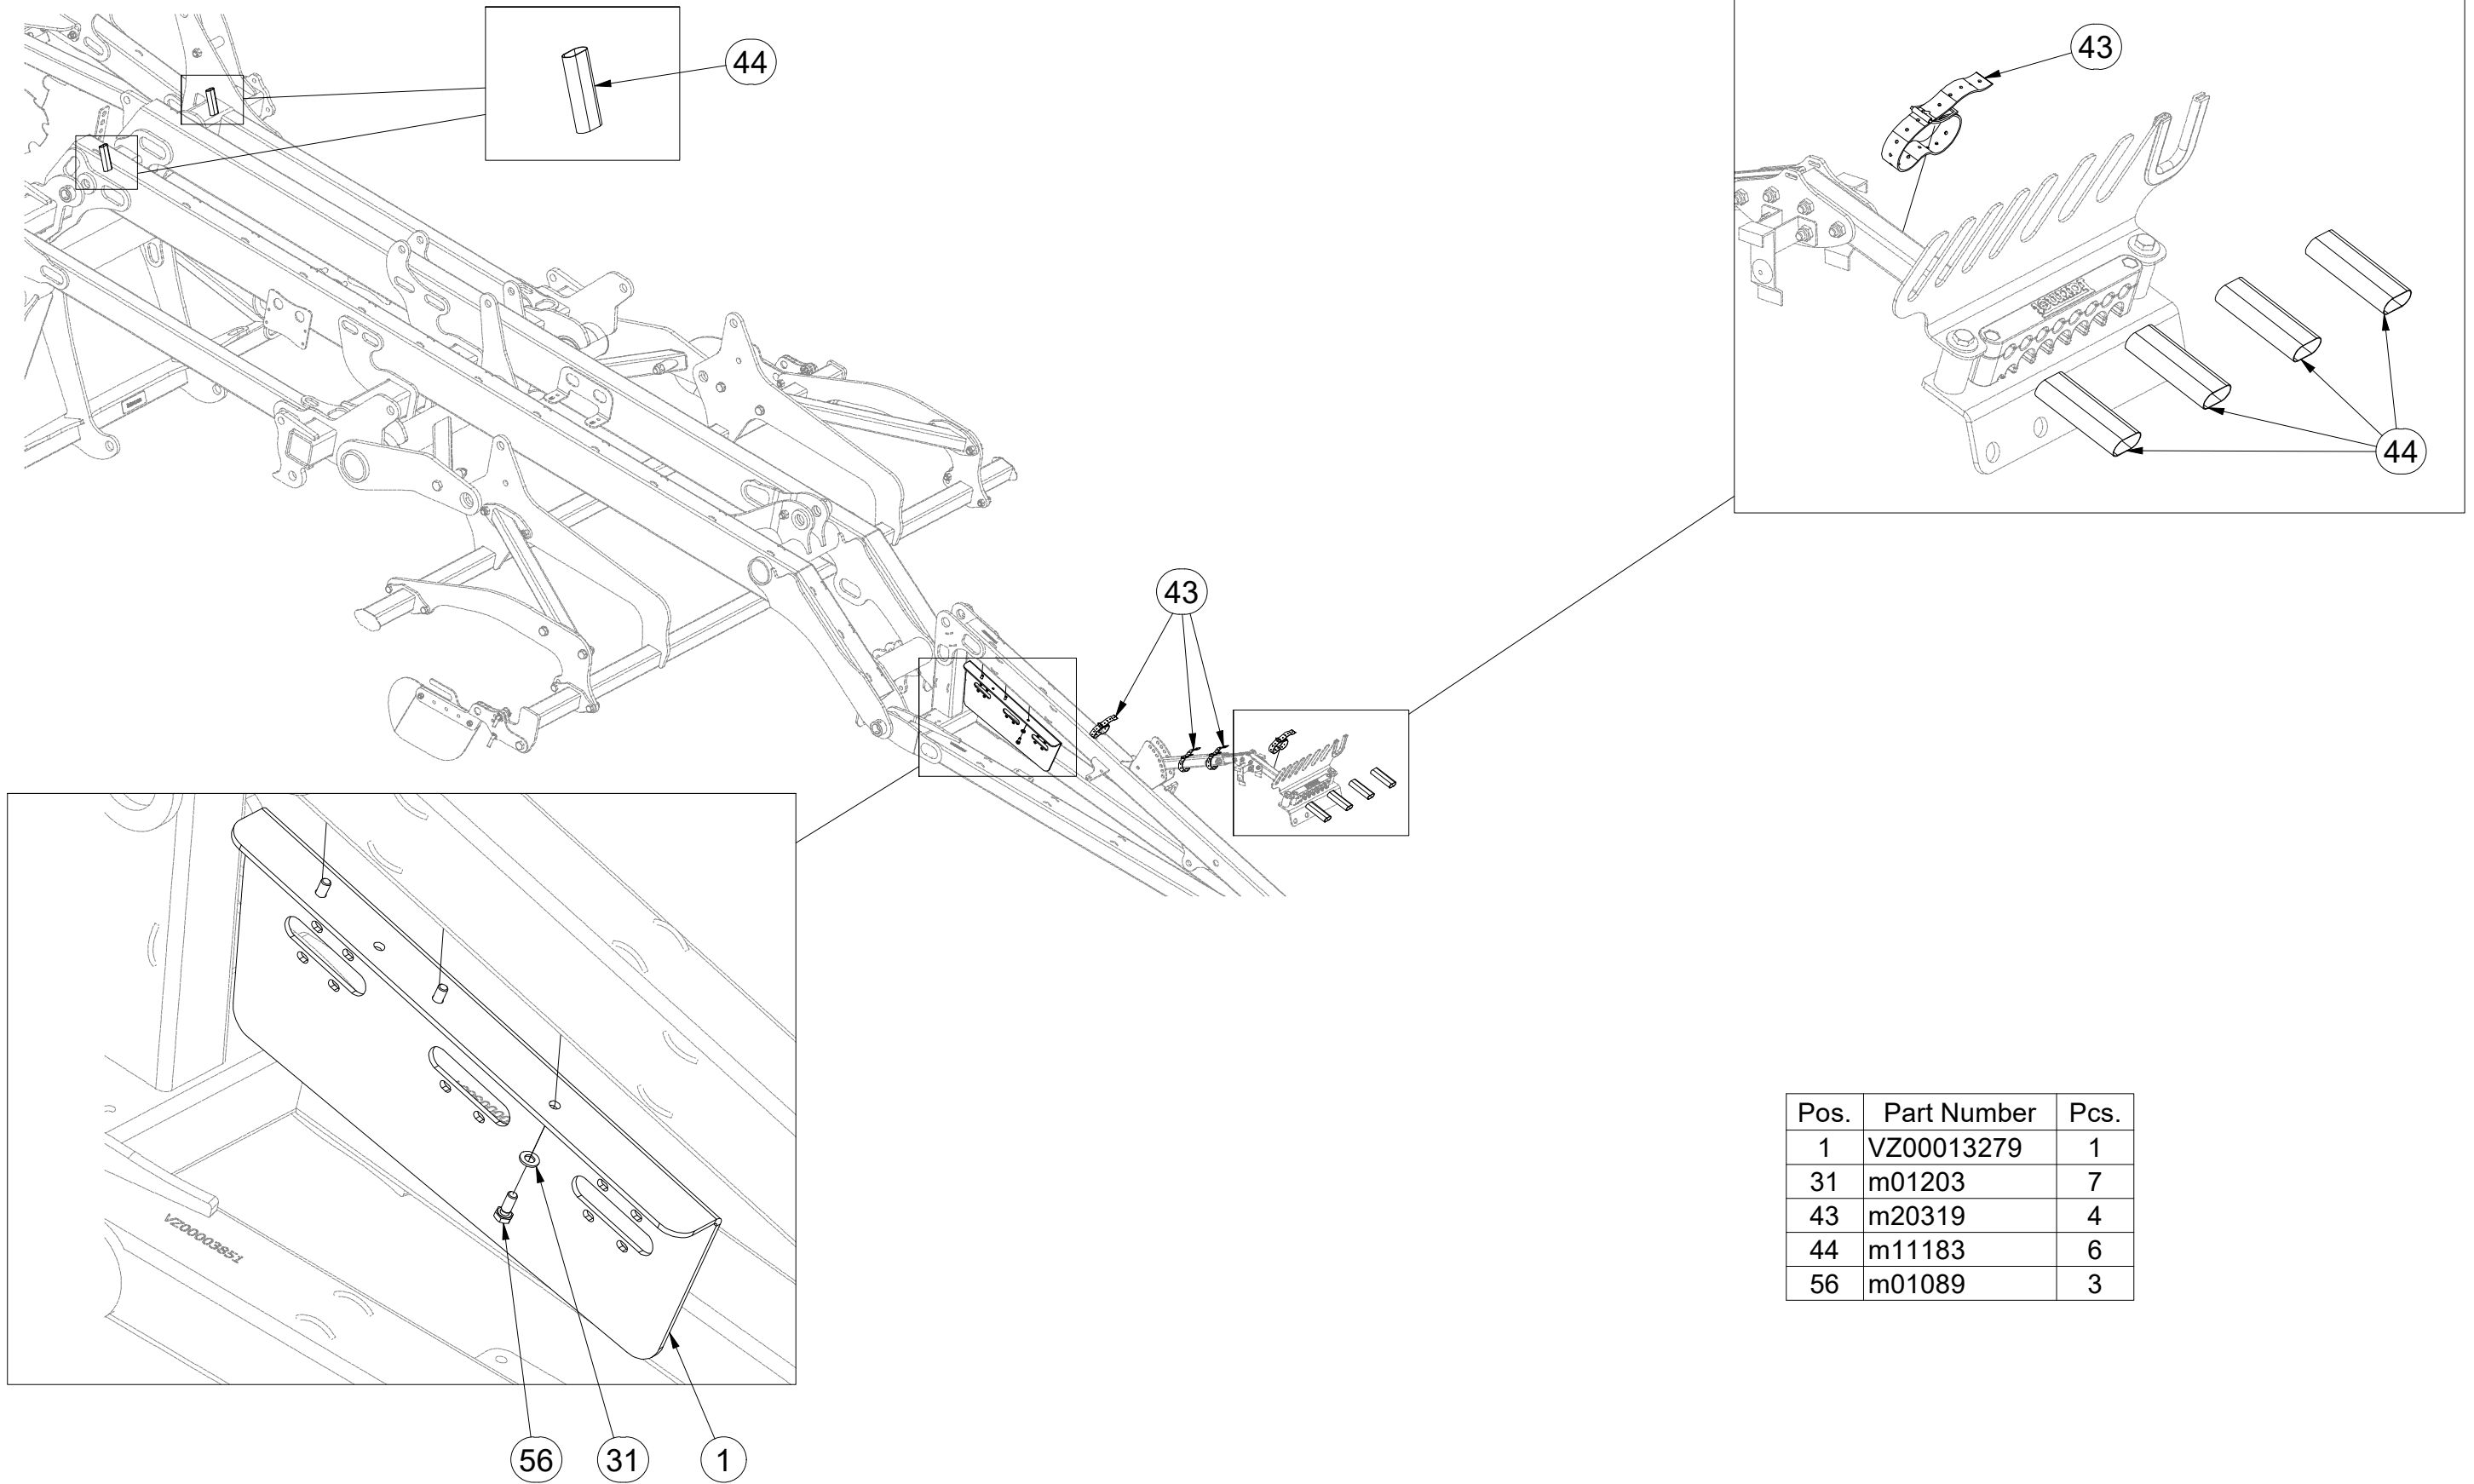 44
43
44
43
VZ00003851
56
31
1
Pos. Part Number Pcs.
1 VZ00013279 1
31 m01203 7
43 m20319 4
44 m11183 6
56 m01089 3